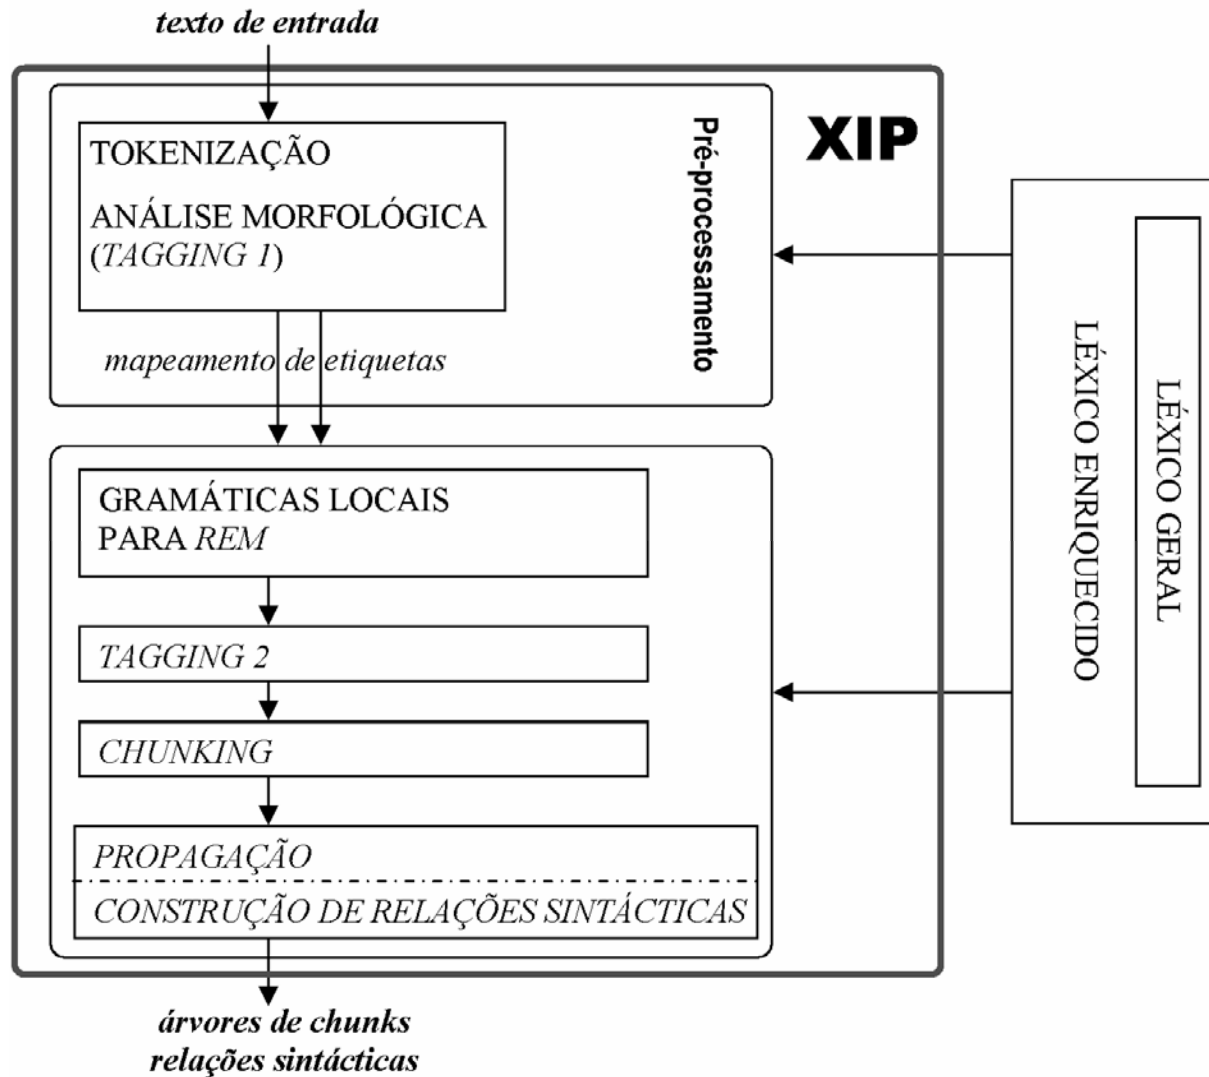 texto de entrada
XIP
Pré-processamento
TOKENIZAÇÃO
ANÁLISE MORFOLÓGICA
(TAGGING 1)
mapeamento de etiquetas
GRAMÁTICAS LOCAIS
PARA REM
TAGGING 2
CHUNKING
PROPAGAÇÃO
CONSTRUÇÃO DE RELAÇÕES SINTÁCTICAS
LÉXICO ENRIQUECIDO
LÉXICO GERAL
árvores de chunks
relações sintácticas